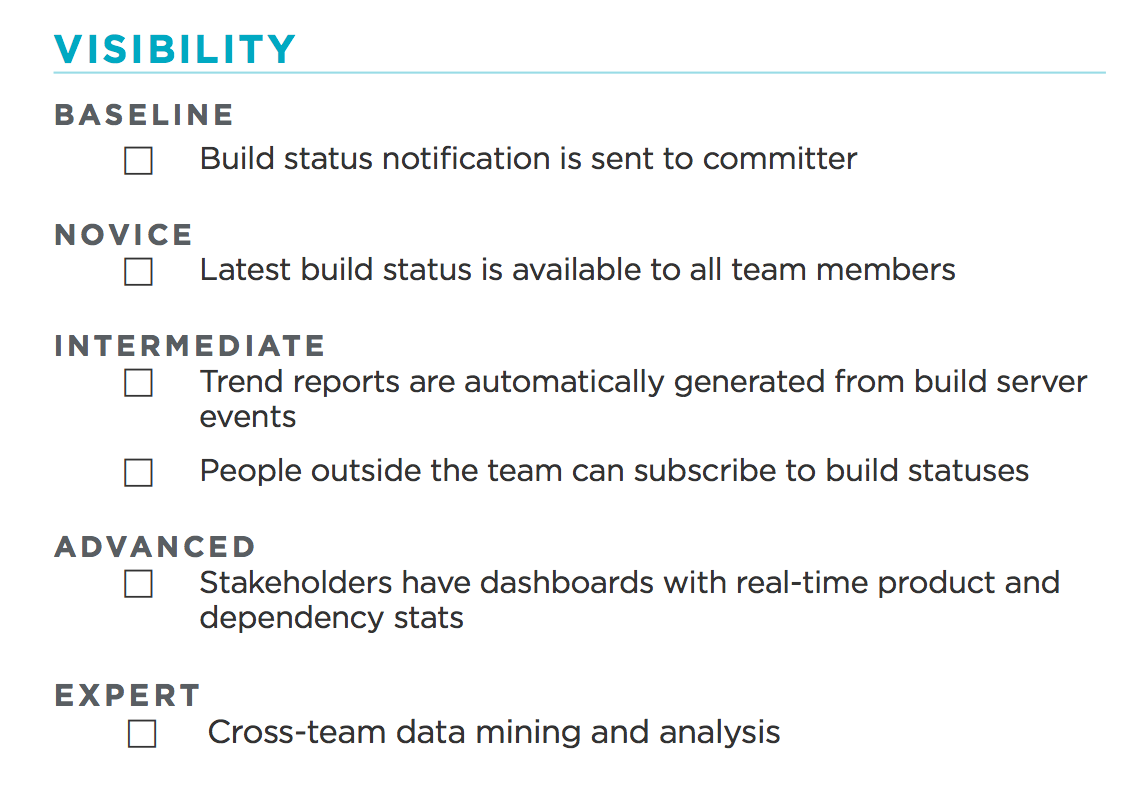 VISIBILITY
BASELINE
Build status notification is sent to committer
NOVICE
Latest build status is available to all team members
INTERMEDIATE
Trend reports are automatically generated from build server
events
People outside the team can subscribe to build statuses
ADVANCED
Stakeholders have dashboards with real-time product and
dependency stats
EXPERT
Cross-team data mining and analysis